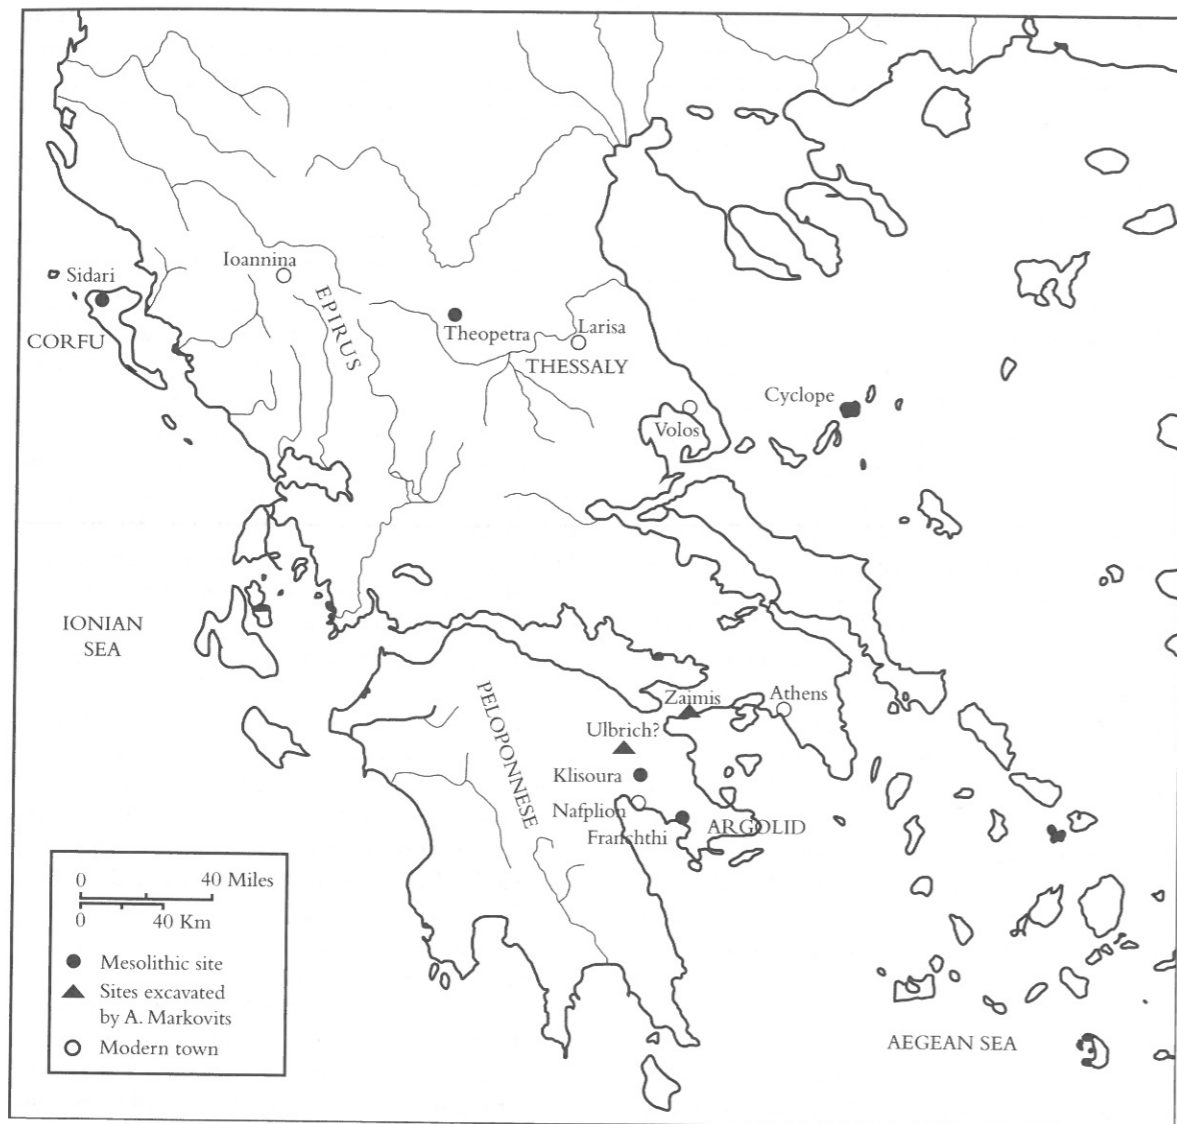 Ioannina
Sidari
EPIRUS
CORFU
Theopetra
Larisa
THESSALY
Cyclope
Volos
IONIAN
SEA
PELOPONNESE
Zaimis
Athens
Ulbrich?
Klisoura
Nafplion
Franchthi
ARGOLID
AEGEAN SEA
0 40 Miles
0 40 Km
Mesolithic site
Sites excavated
by A. Markovits
Modern town